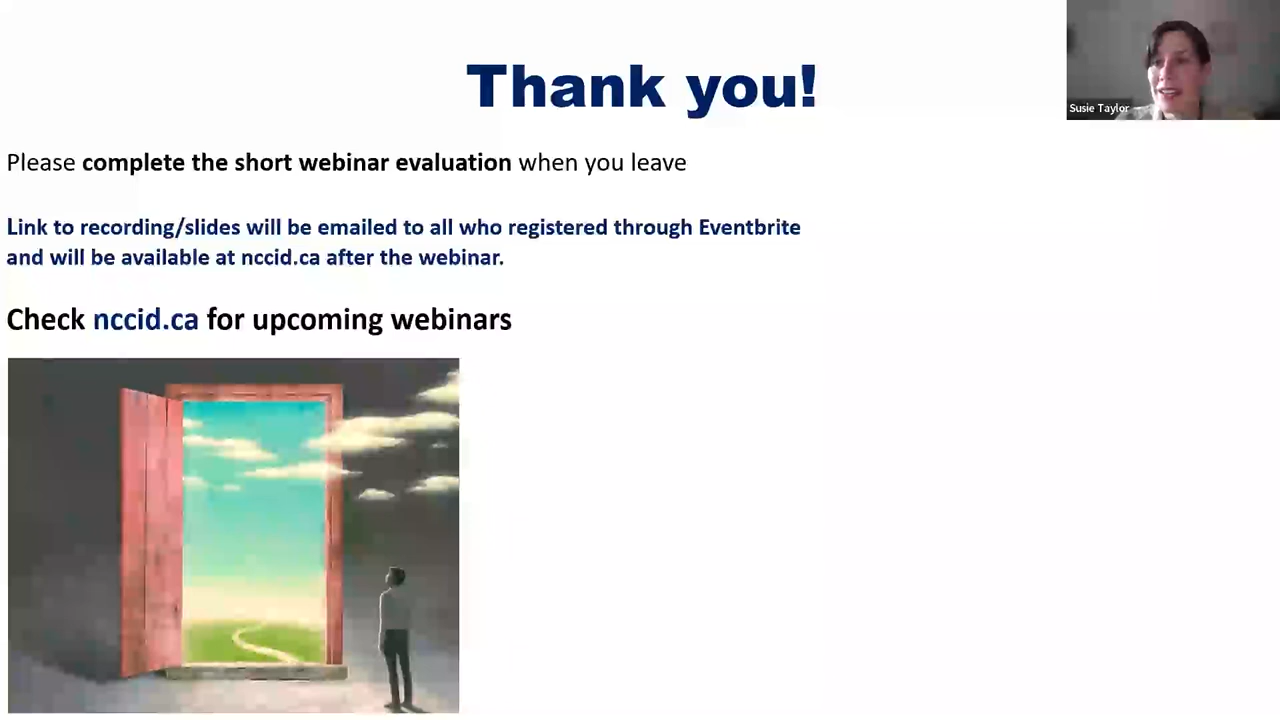 Thank you!
Susie Taylor
Please complete the short webinar evaluation when you leave
Link to recording/slides will be emailed to all who registered through Eventbrite
and will be available at nccid.ca after the webinar.
Check nccid.ca for upcoming webinars